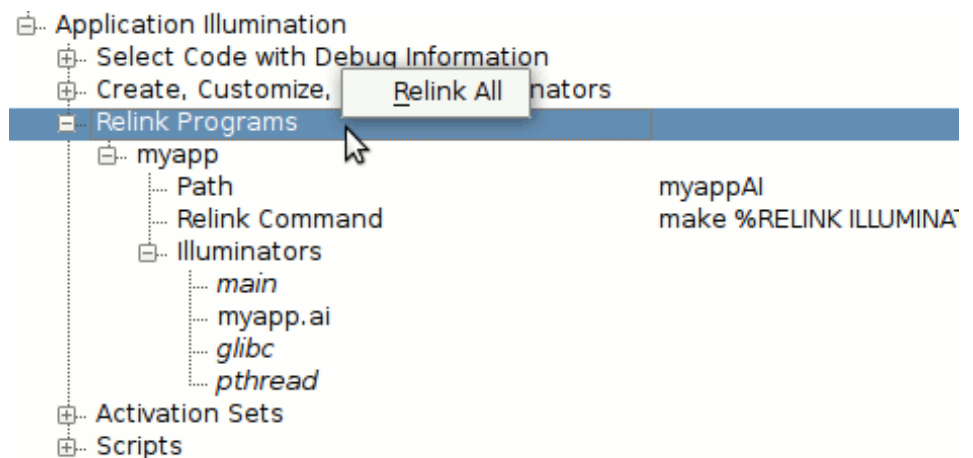 Application Illumination
Select Code with Debug Information
Create, Customize, nators
Relink All
Relink Programs
myapp
Path myappAI
Relink Command make %RELINK ILLUMINAT
Illuminators
main
myapp.ai
glibc
pthread
Activation Sets
Scripts